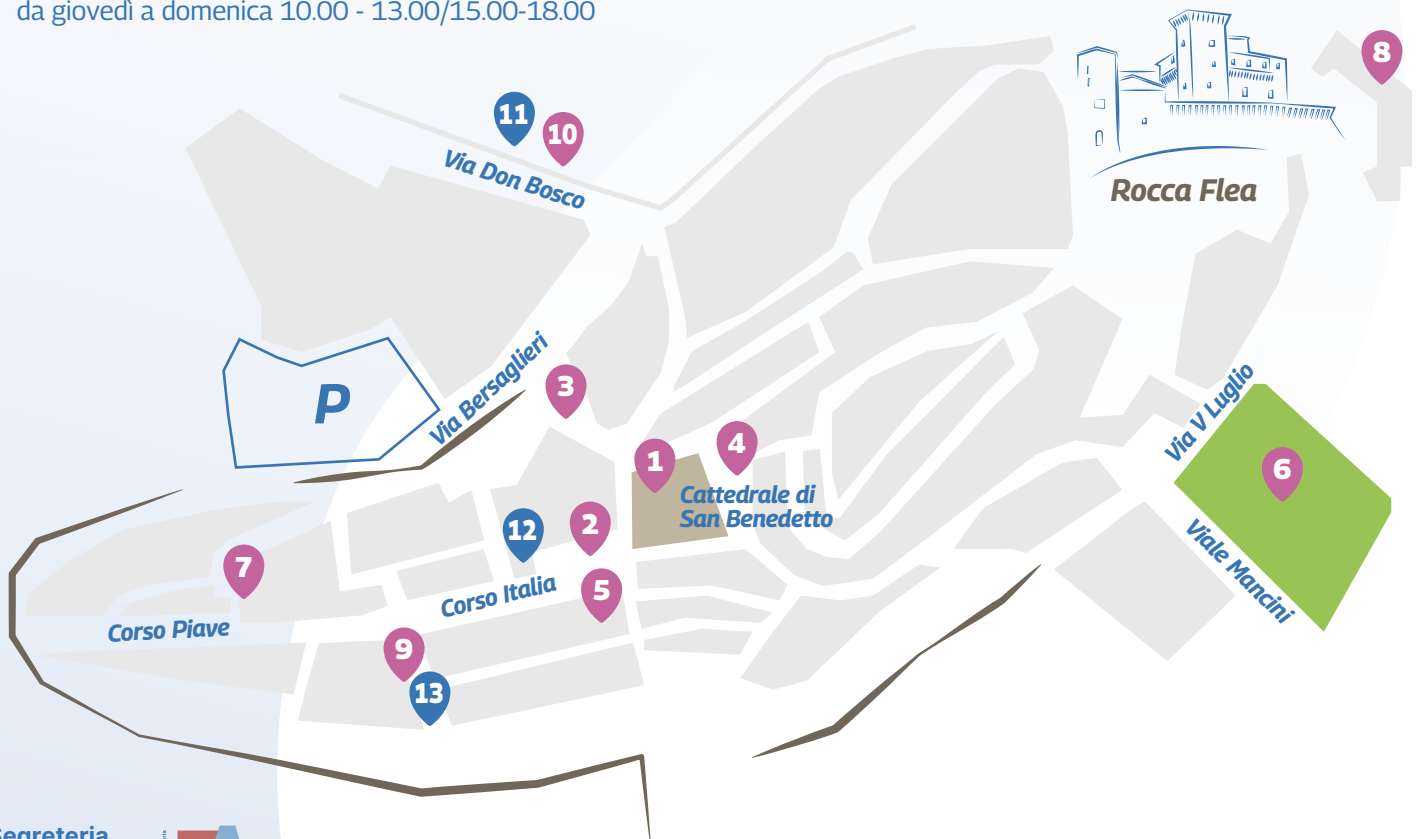 da giovedì a domenica 10.00 - 13.00/15.00-18.00
8
11
10
Via Don Bosco
Rocca Flea
Via Bersaglieri
P
3
1
4
Cattedrale di
San Benedetto
Via V Luglio
6
Viale Mancini
12
2
5
Corso Italia
7
Corso Piave
9
13
Segreteria